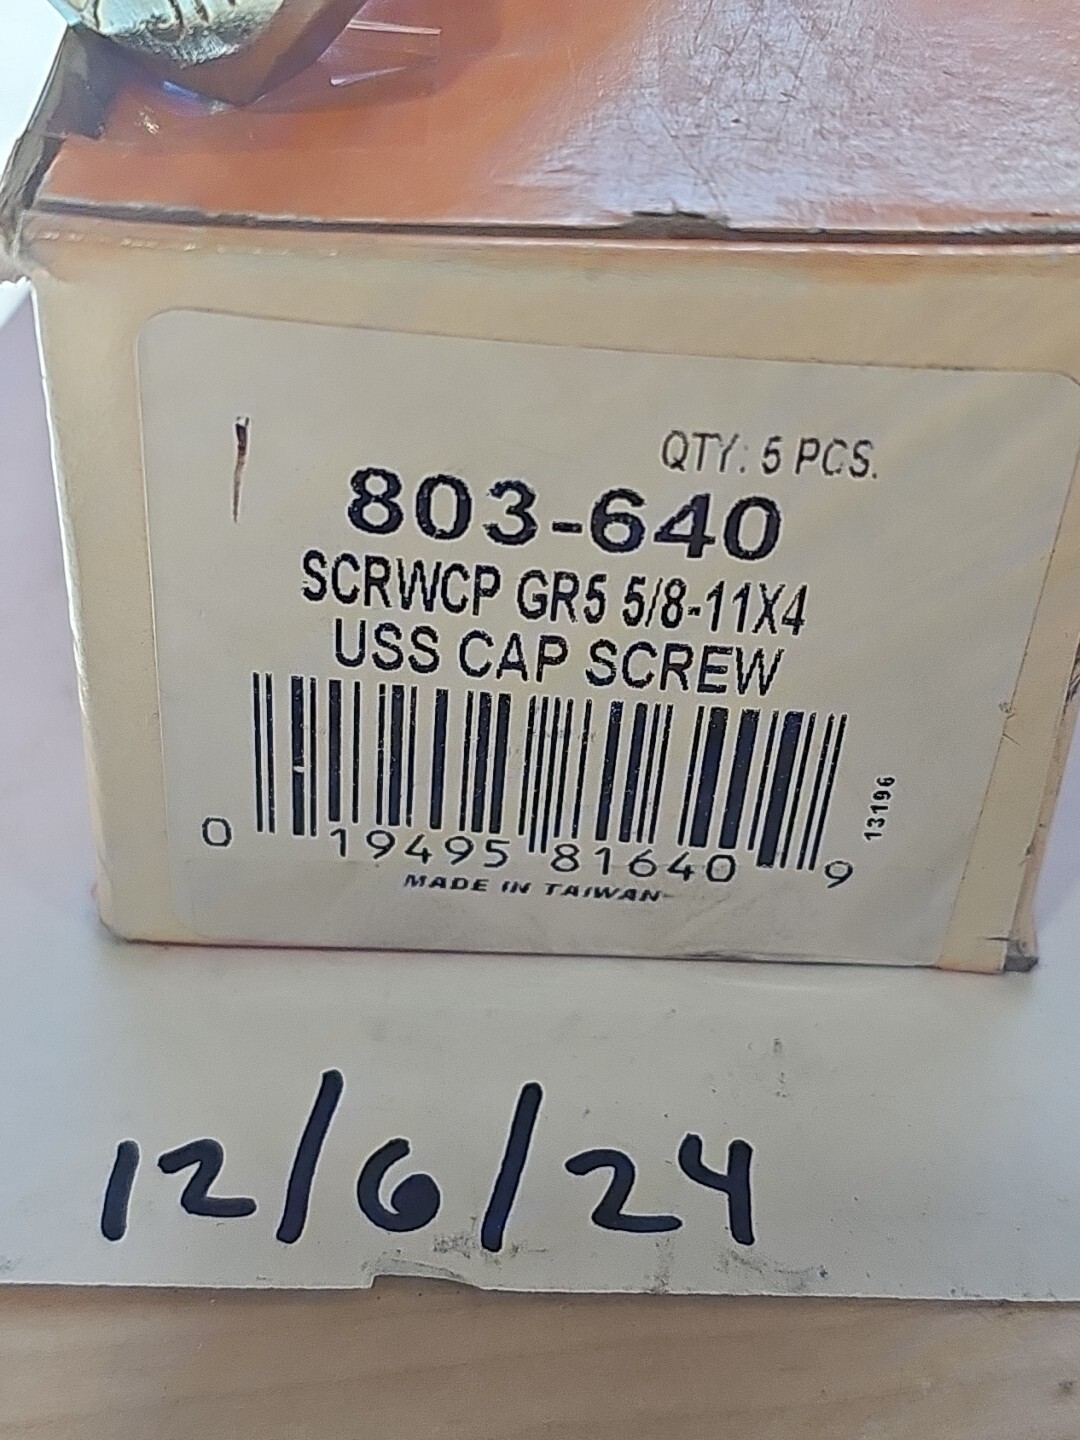 QTY: 5 PCS.
803-640
SCRWCP GR5 5/8-11X4
USS CAP SCREW
0 19495 81640 9
13196
MADE IN TAIWAN
12/6/24